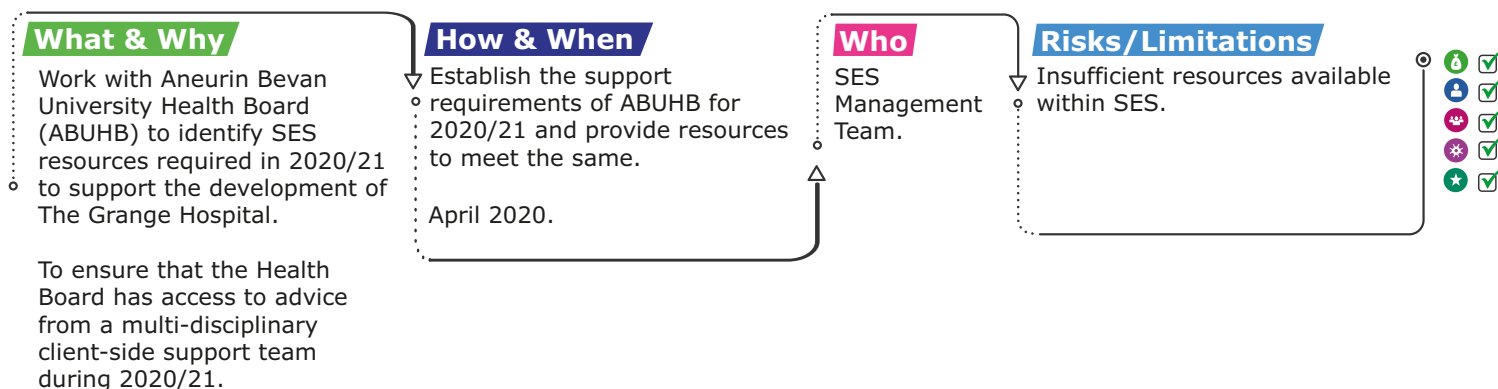 What & Why
Work with Aneurin Bevan
University Health Board
(ABUHB) to identify SES
resources required in 2020/21
to support the development of
The Grange Hospital.
To ensure that the Health
Board has access to advice
from a multi-disciplinary
client-side support team
during 2020/21.
How & When
Establish the support
requirements of ABUHB for
2020/21 and provide resources
to meet the same.
April 2020.
Who
SES
Management
Team.
Risks/Limitations
Insufficient resources available
within SES.